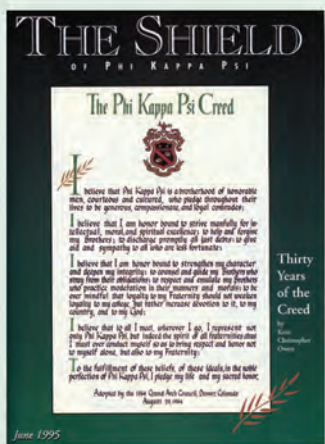 THE SHIELD
OF PHI KAPPA PSI
The Phi Kappa Psi Creed
I believe that Phi Kappa Psi is a brotherhood of honorable
men, courteous and cultured, who pledge throughout their
lives to be generous, compassionate, and loyal comrades;
I believe that I am honor bound to strive manfully for in-
tellectual, moral, and spiritual excellence; to help and forgive
my Brothers; to discharge promptly all just debts; to give
aid and sympathy to all who are less fortunate;
I believe that I am honor bound to strengthen my character
and deepen my integrity; to counsel and guide my Brothers who
stray from their obligations; to respect and emulate my Brothers
who practice moderation in their manners and morals; to be
ever mindful that loyalty to my Fraternity should not weaken
loyalty to my college, but rather increase devotion to it, to my
country, and to my God;
I believe that to all I meet, wherever I go, I represent not
only Phi Kappa Psi, but indeed the spirit of all fraternities; thus
I must ever conduct myself so as to bring respect and honor not
to myself alone, but also to my Fraternity;
To the fulfillment of these beliefs, of these ideals, in the noble
perfection of Phi Kappa Psi, I pledge my life and my sacred honor.
Adopted by the 1964 Grand Arch Council, Denver, Colorado
August 29, 1964
Thirty
Years
of the
Creed
by
Kent
Christopher
Owen
June 1995